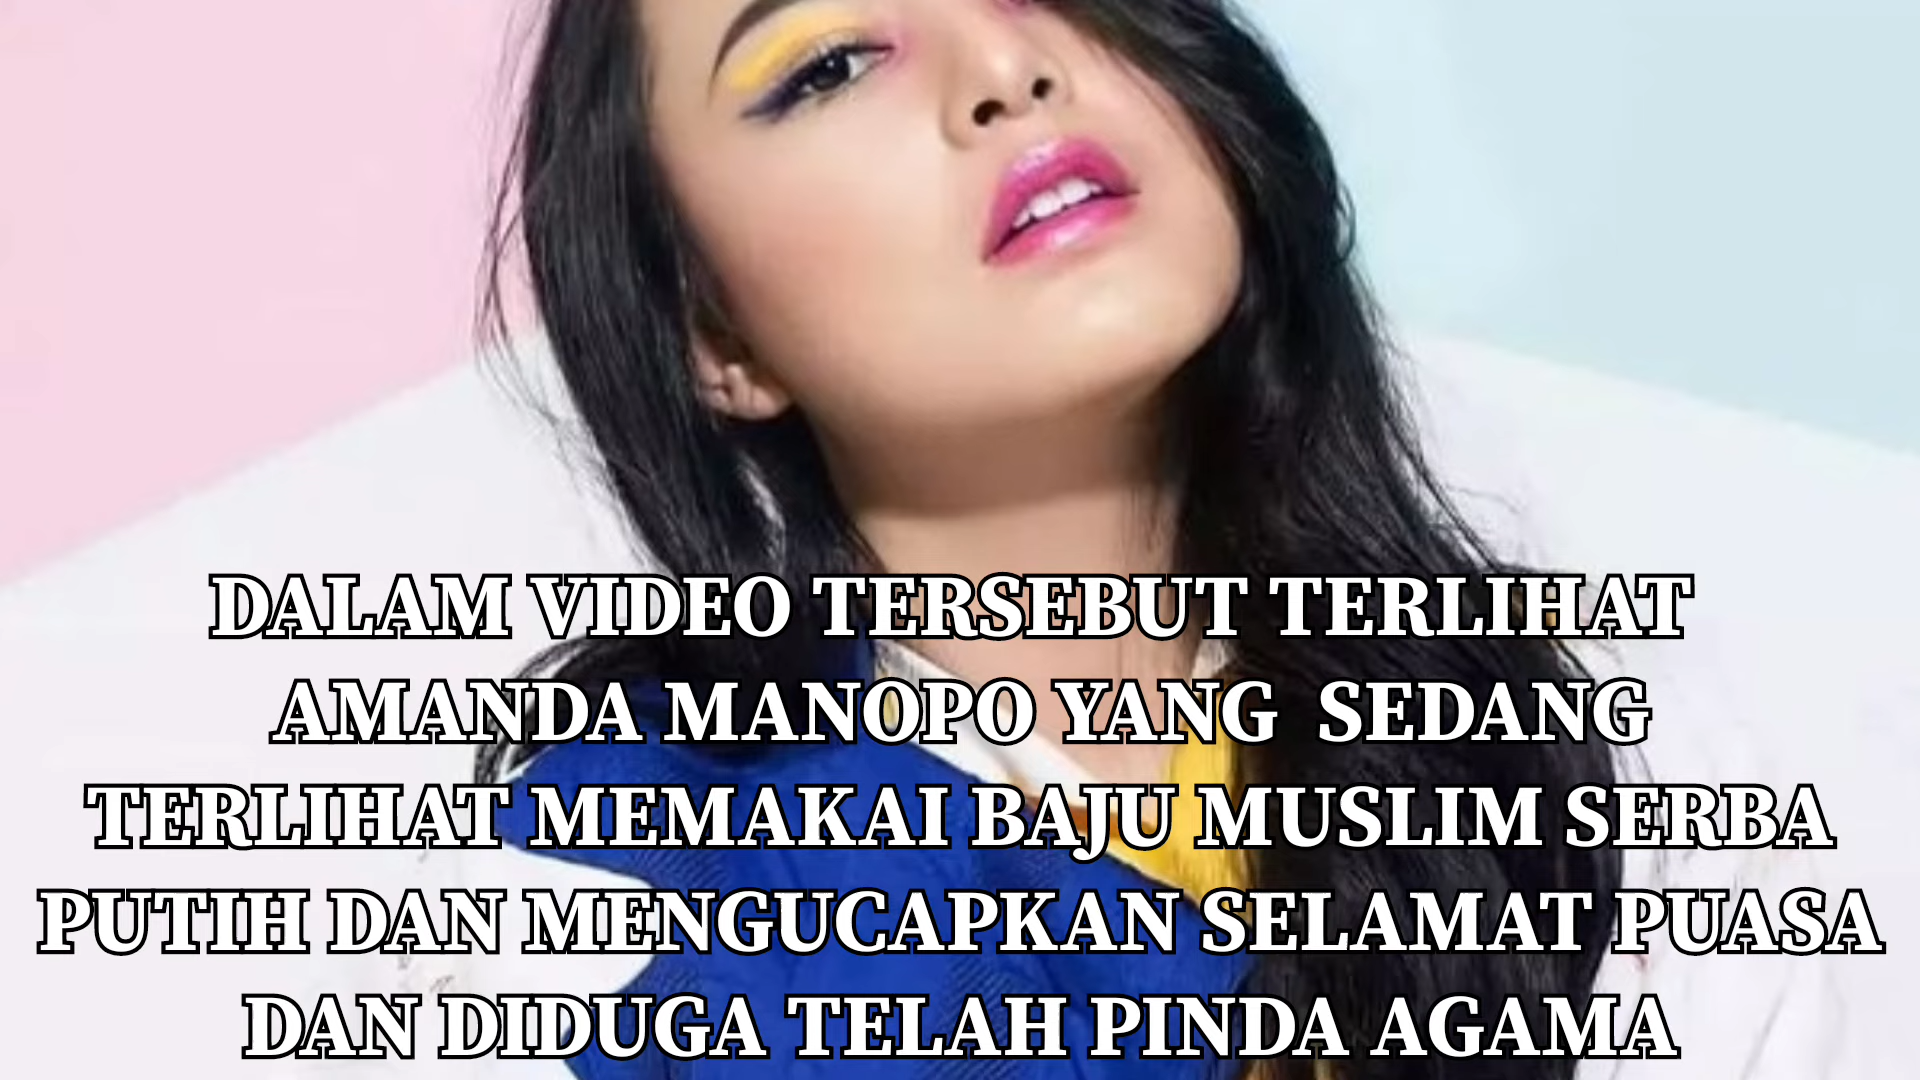 DALAM VIDEO TERSEBUT TERLIHAT
AMANDA MANOPO YANG SEDANG
TERLIHAT MEMAKAI BAJU MUSLIM SERBA
PUTIH DAN MENGUCAPKAN SELAMAT PUASA
DAN DIDUGA TELAH PINDA AGAMA